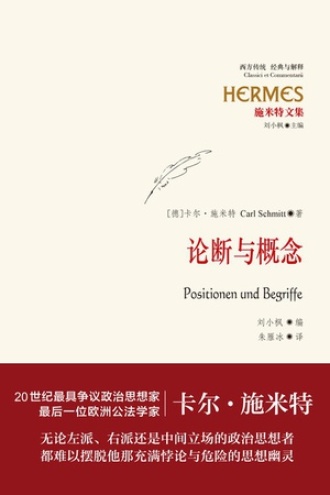 西方传统 经典与解释
Classici et Commentarii
HERMES
施米特文集
刘小枫●主编
[德]卡尔·施米特 Carl Schmitt●著
论断与概念
Positionen und Begriffe
刘小枫●编
朱雁冰●译
20世纪最具争议政治思想家
最后一位欧洲公法学家
卡尔·施米特
无论左派、右派还是中间立场的政治思想者
都难以摆脱他那充满悖论与危险的思想幽灵